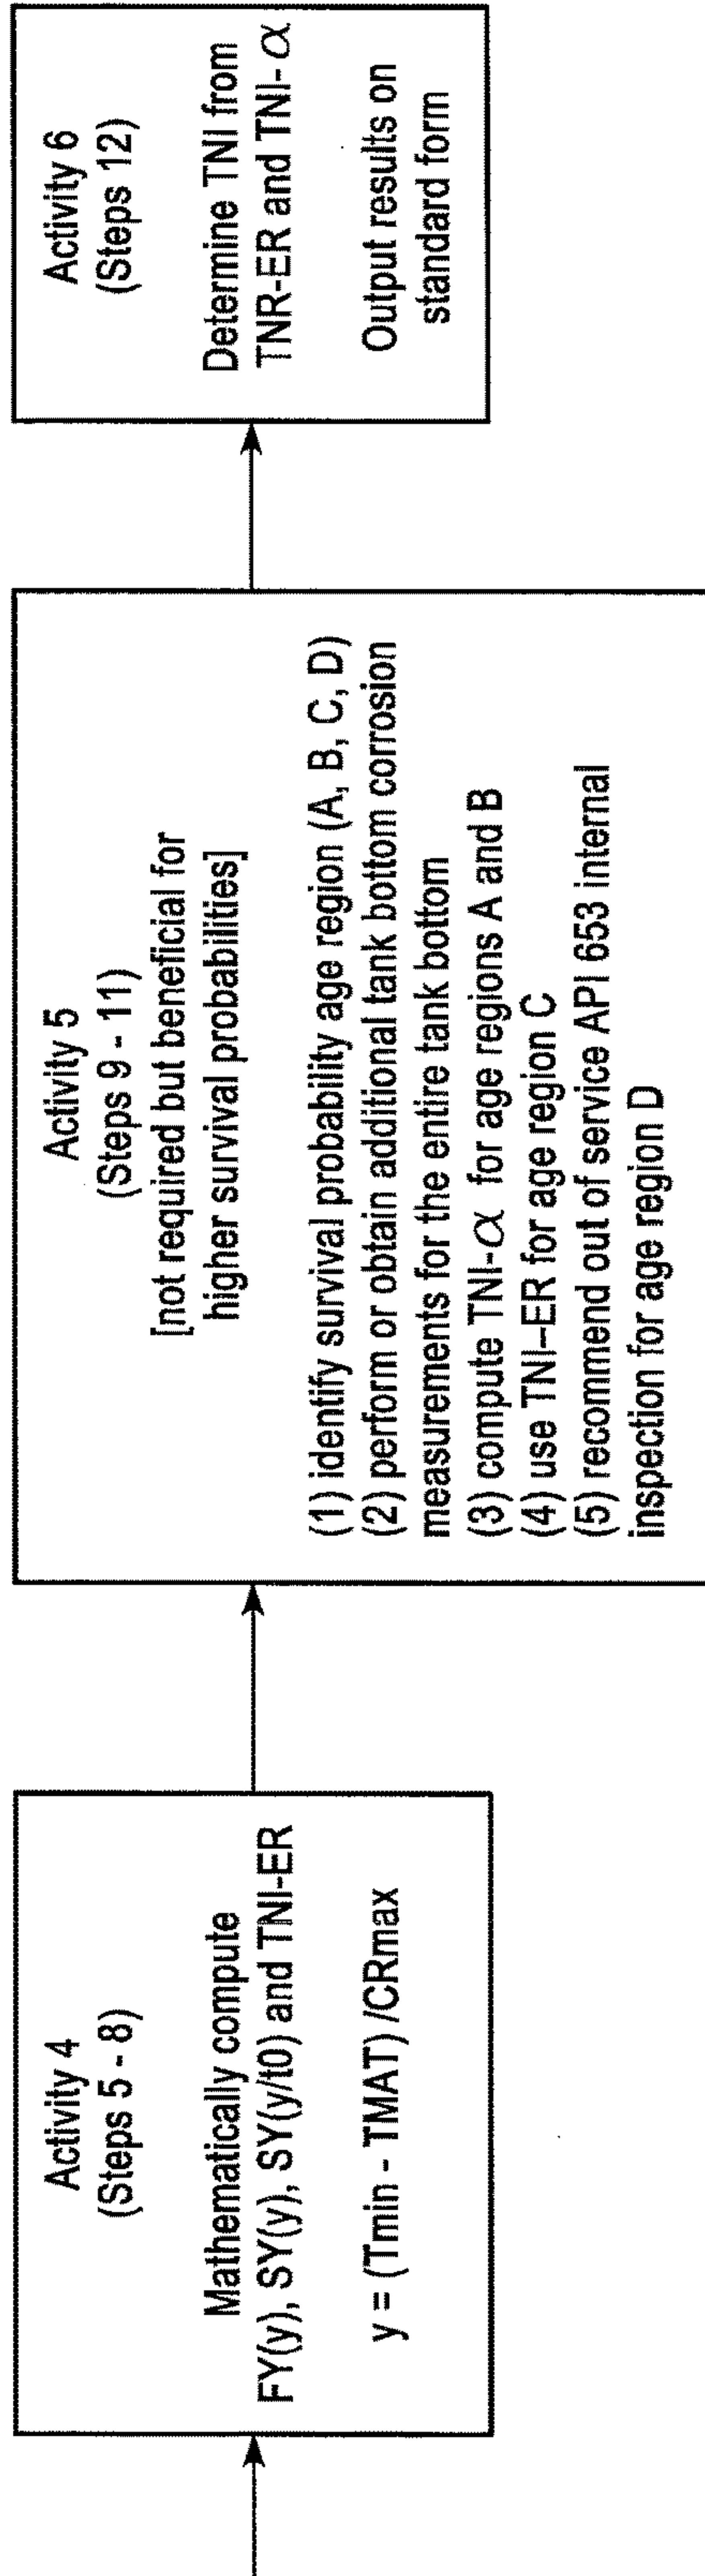 Activity 4
(Steps 5 - 8)
Mathematically compute
FY(y), SY(y), SY(y/t0) and TNI-ER
y = (Tmin - TMAT) /CRmax
Activity 5
(Steps 9 - 11)
[not required but beneficial for
higher survival probabilities]
(1) identify survival probability age region (A, B, C, D)
(2) perform or obtain additional tank bottom corrosion
measurements for the entire tank bottom
(3) compute TNI-α for age regions A and B
(4) use TNI–ER for age region C
(5) recommend out of service API 653 internal
inspection for age region D
Activity 6
(Steps 12)
Determine TNI from
TNR-ER and TNI-α
Output results on
standard form